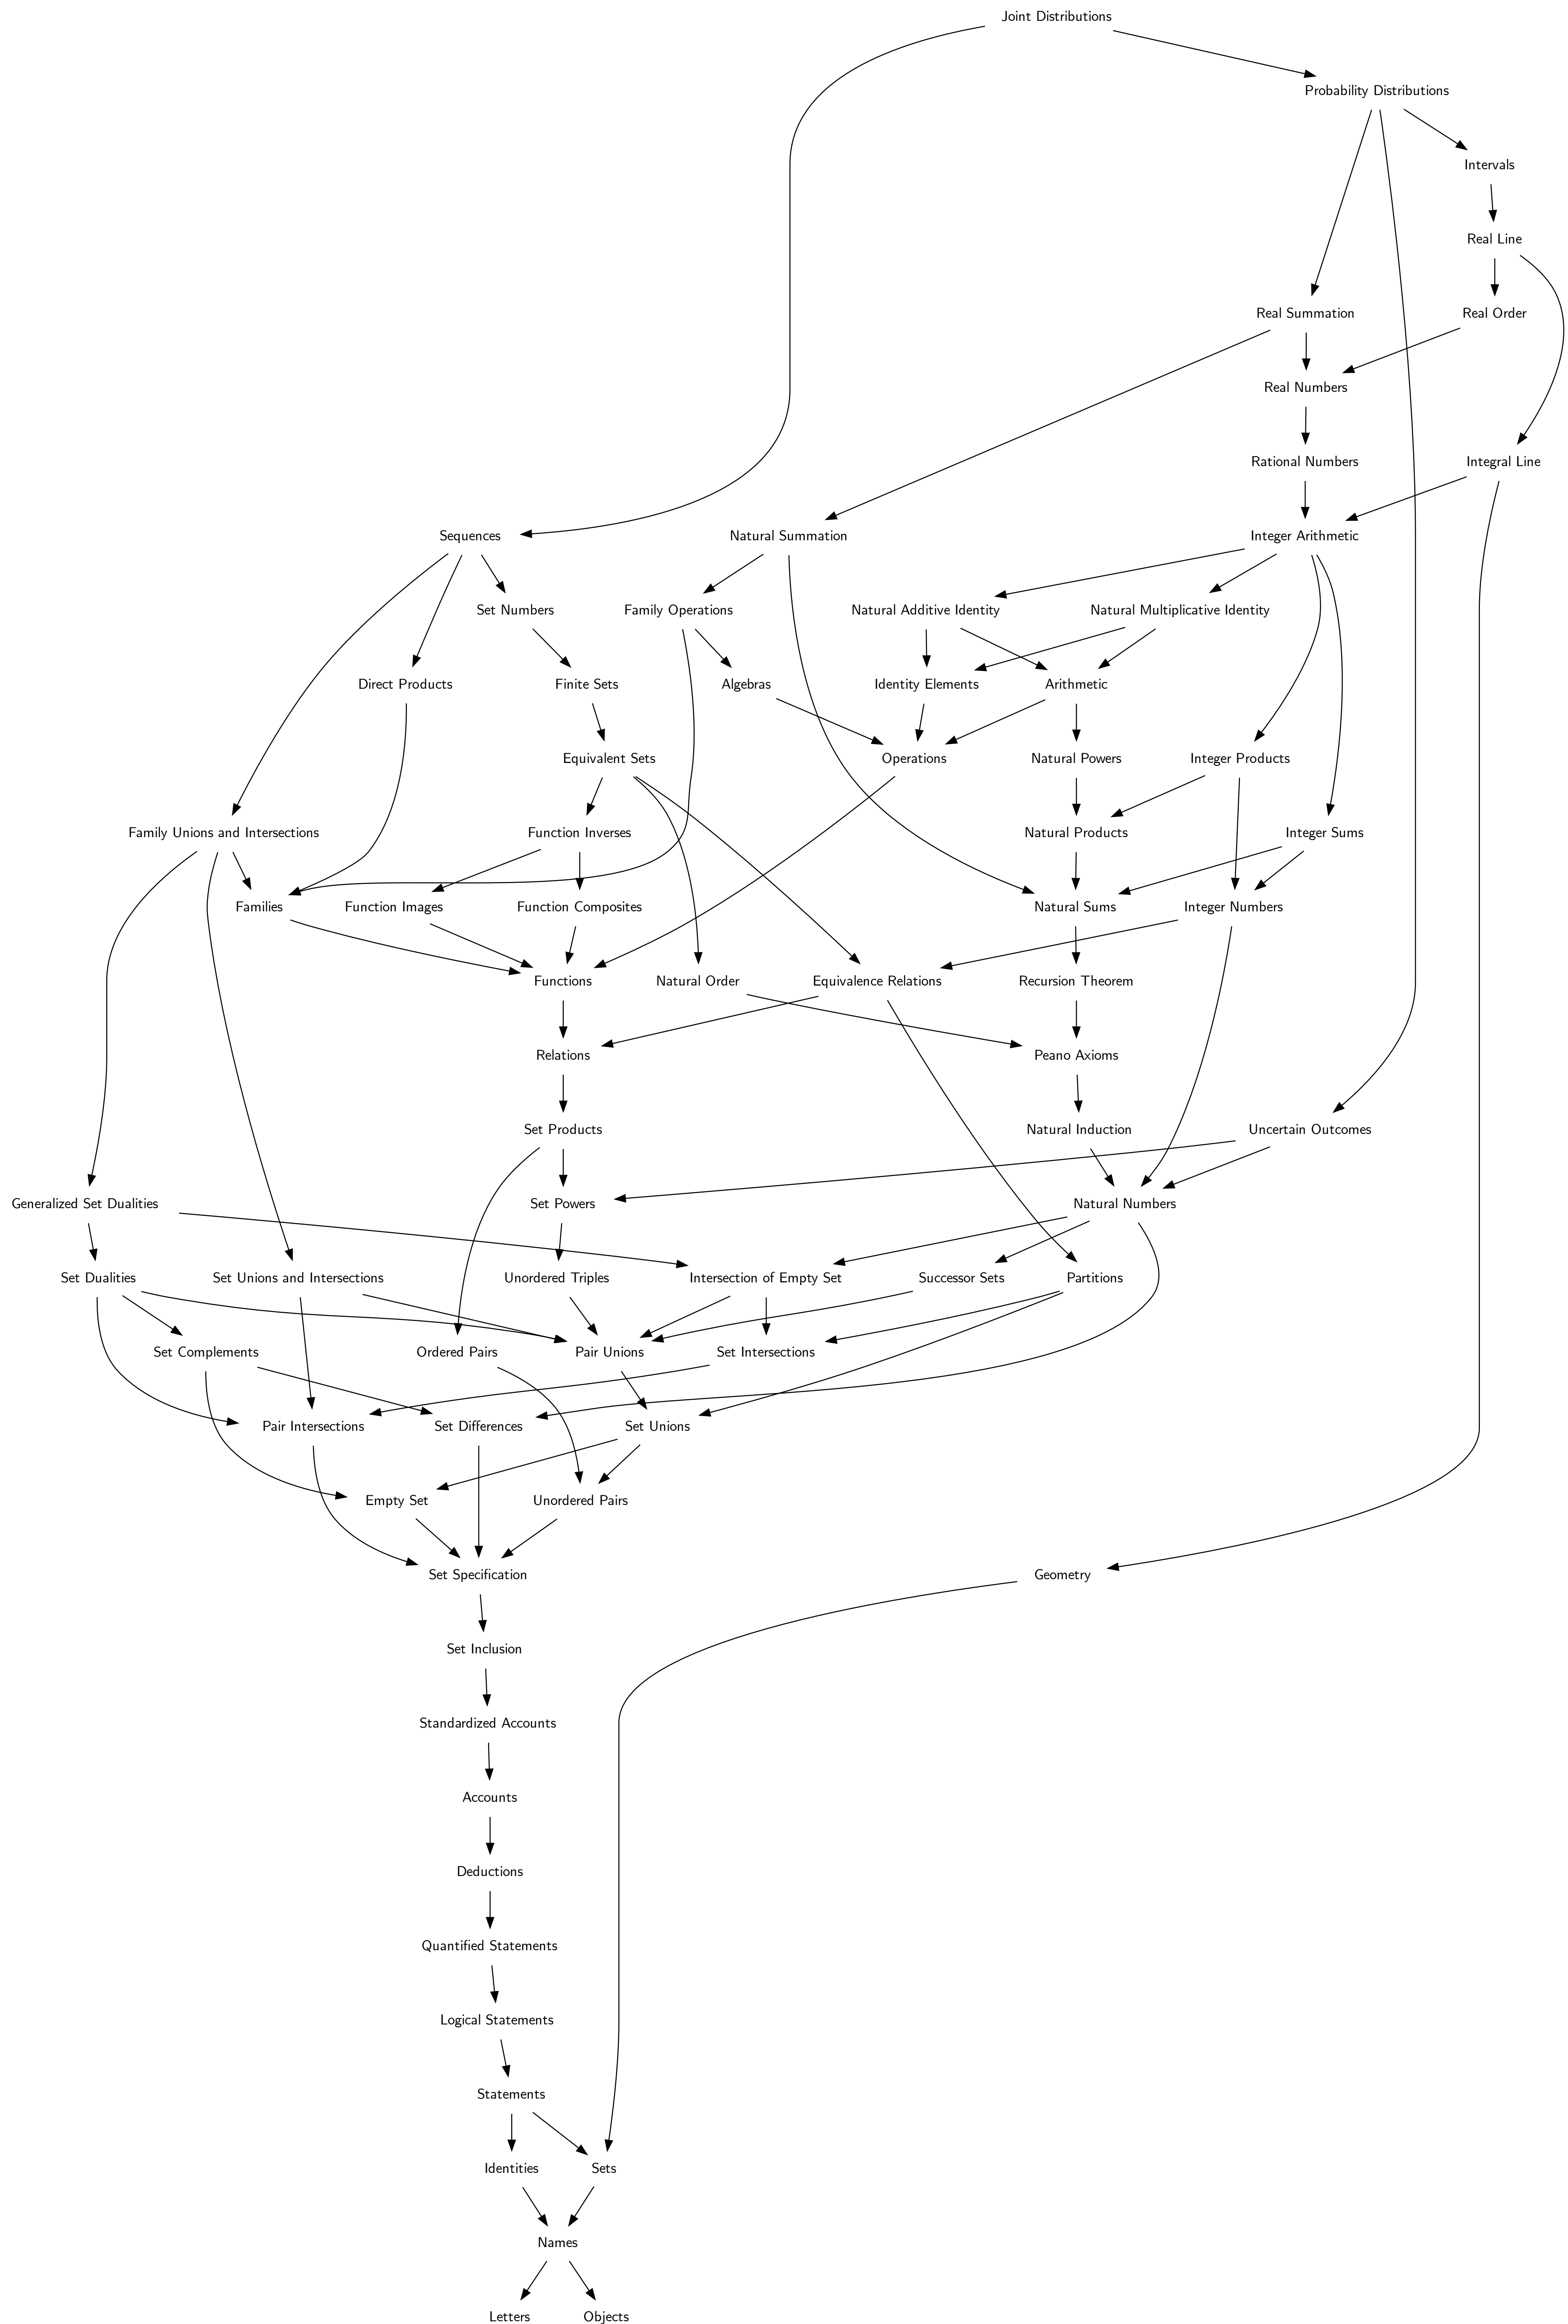 Joint Distributions
Probability Distributions
Intervals
Real Line
Real Summation
Real Order
Real Numbers
Rational Numbers
Integral Line
Sequences
Natural Summation
Integer Arithmetic
Set Numbers
Family Operations
Natural Additive Identity
Natural Multiplicative Identity
Direct Products
Finite Sets
Algebras
Identity Elements
Arithmetic
Equivalent Sets
Operations
Natural Powers
Integer Products
Family Unions and Intersections
Function Inverses
Natural Products
Integer Sums
Families
Function Images
Function Composites
Natural Sums
Integer Numbers
Functions
Natural Order
Equivalence Relations
Recursion Theorem
Relations
Peano Axioms
Set Products
Natural Induction
Uncertain Outcomes
Generalized Set Dualities
Set Powers
Natural Numbers
Set Dualities
Set Unions and Intersections
Unordered Triples
Intersection of Empty Set
Successor Sets
Partitions
Set Complements
Ordered Pairs
Pair Unions
Set Intersections
Pair Intersections
Set Differences
Set Unions
Empty Set
Unordered Pairs
Set Specification
Geometry
Set Inclusion
Standardized Accounts
Accounts
Deductions
Quantified Statements
Logical Statements
Statements
Identities
Sets
Names
Letters
Objects